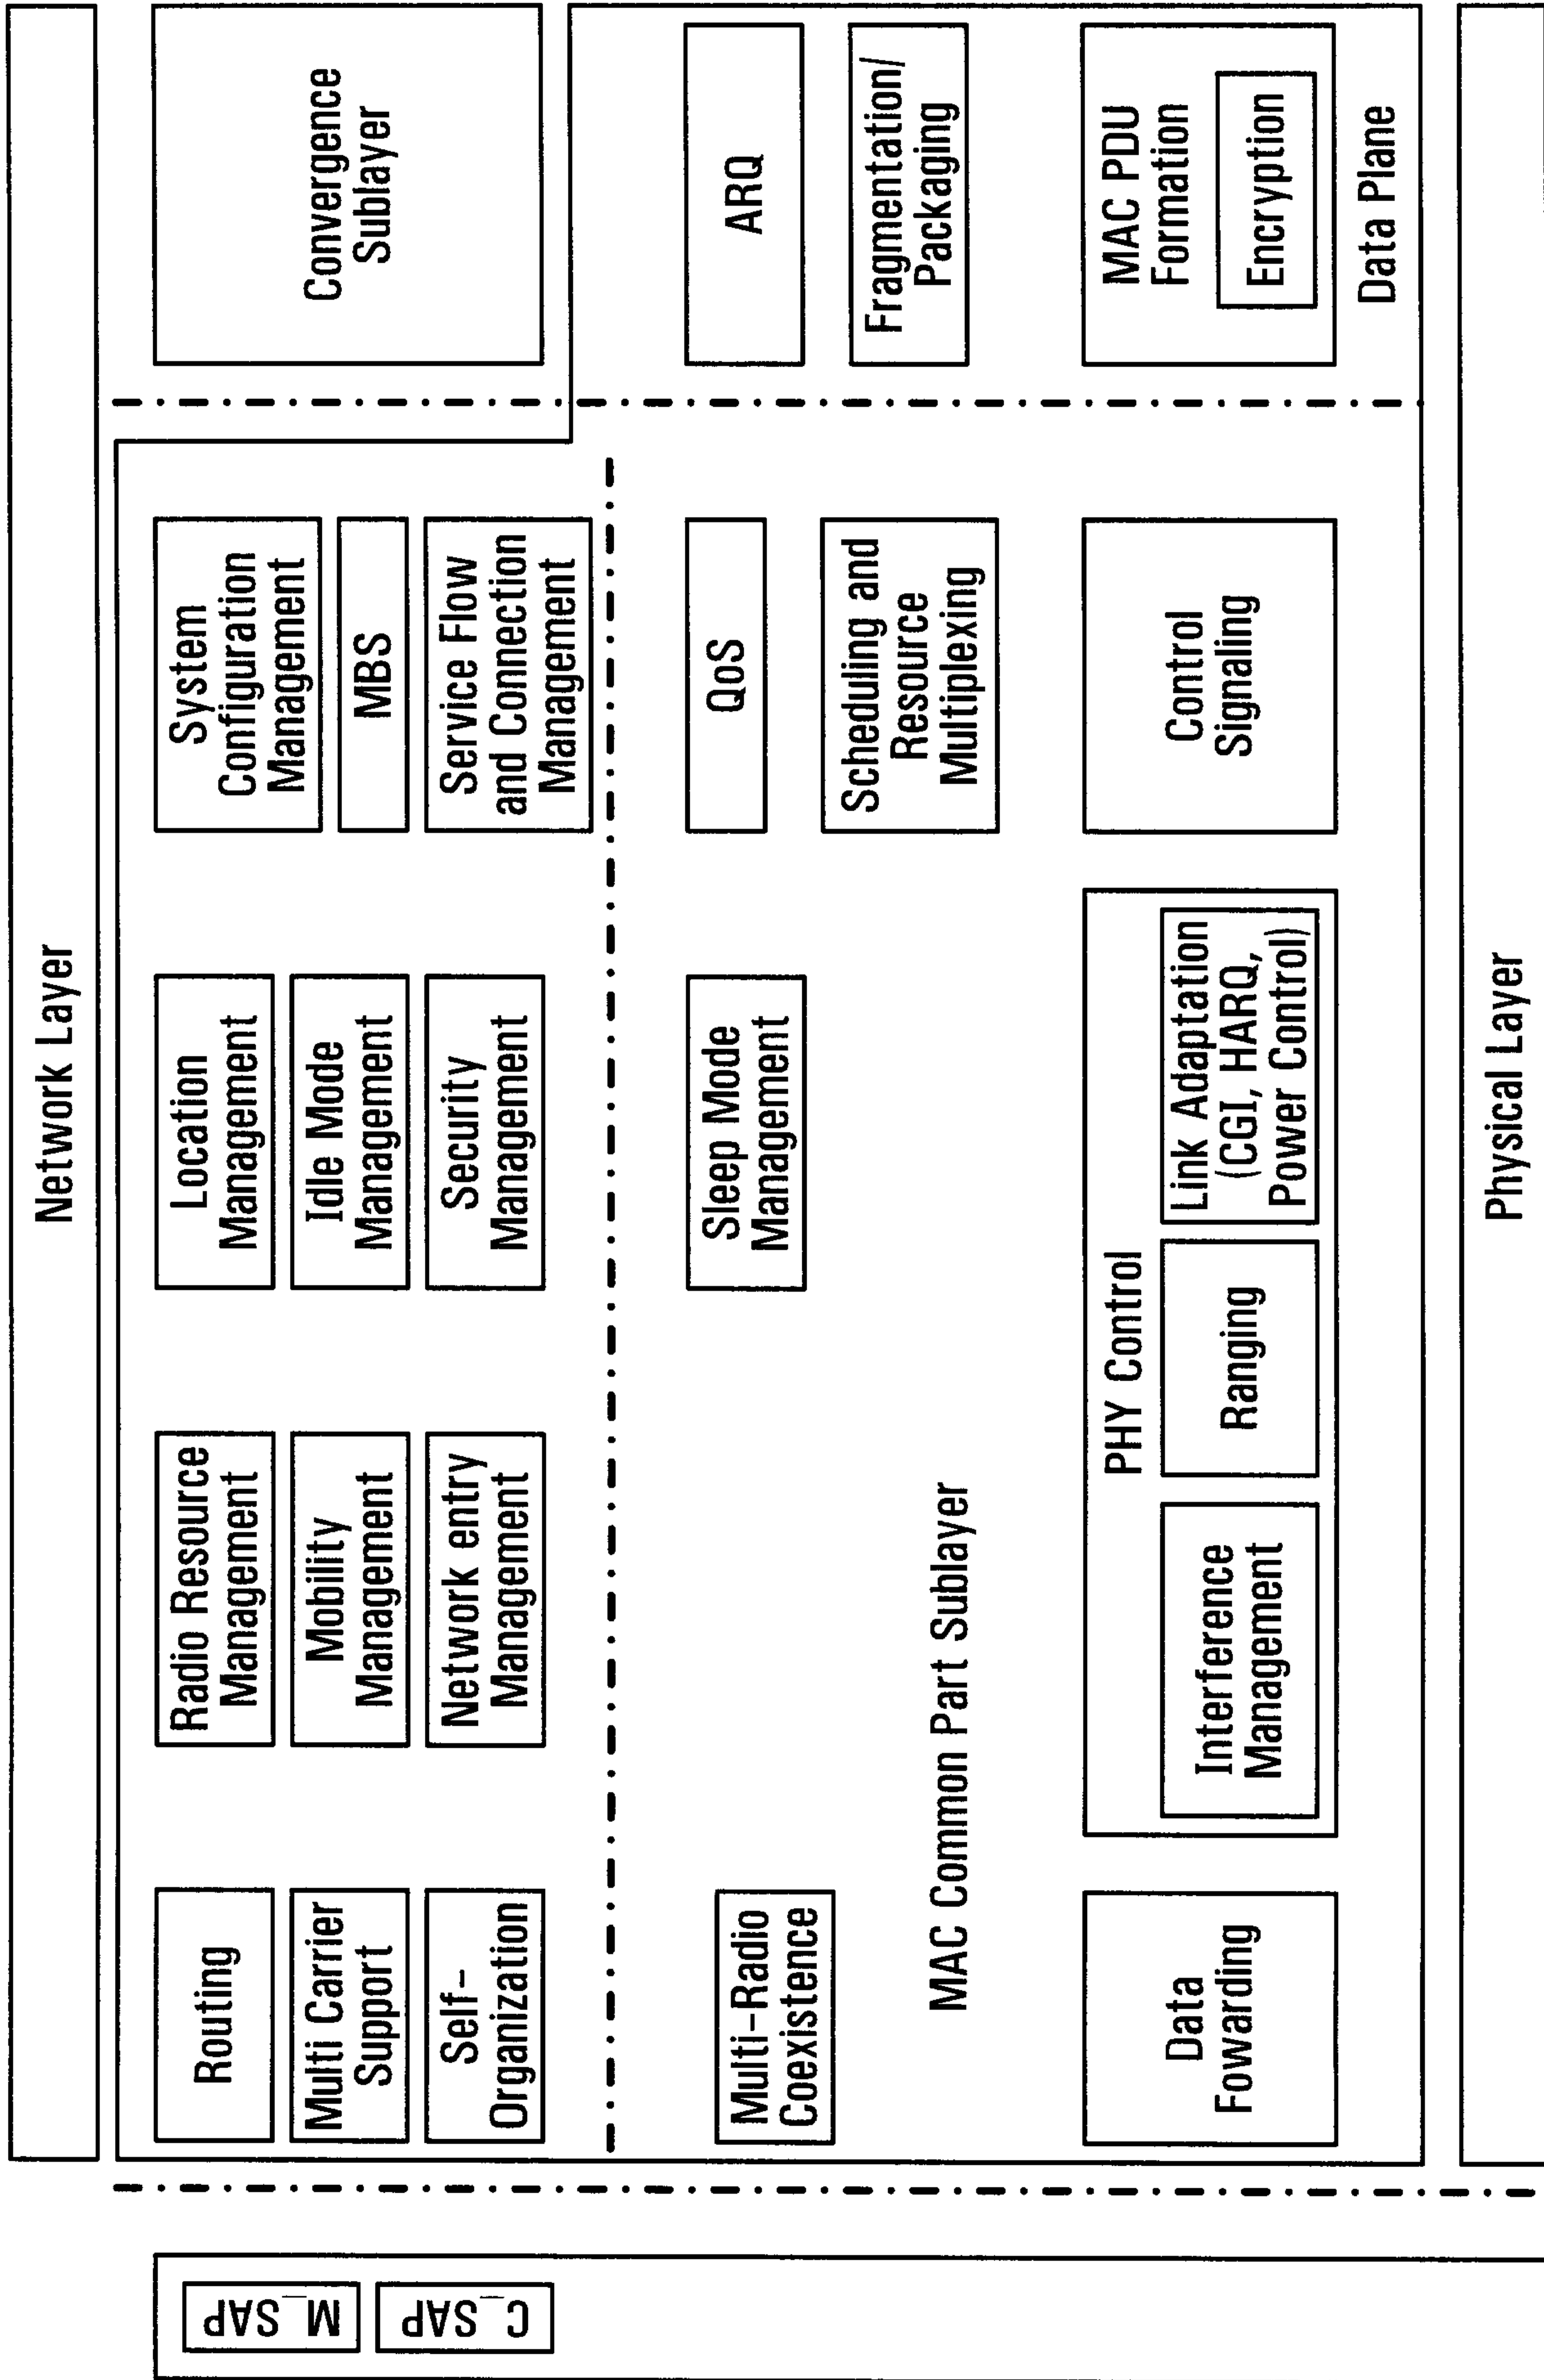 Network Layer
M_SAP
C_SAP
Routing
Multi Carrier
Support
Self-
Organization
Radio Resource
Management
Mobility
Management
Network entry
Management
Location
Management
Idle Mode
Management
Security
Management
System
Configuration
Management
MBS
Service Flow
and Connection
Management
Convergence
Sublayer
Multi-Radio
Coexistence
Sleep Mode
Management
QoS
Scheduling and
Resource
Multiplexing
ARQ
Fragmentation/
Packaging
MAC Common Part Sublayer
Data
Fowarding
PHY Control
Interference
Management
Ranging
Link Adaptation
(CGI, HARQ,
Power Control)
Control
Signaling
MAC PDU
Formation
Encryption
Data Plane
Physical Layer